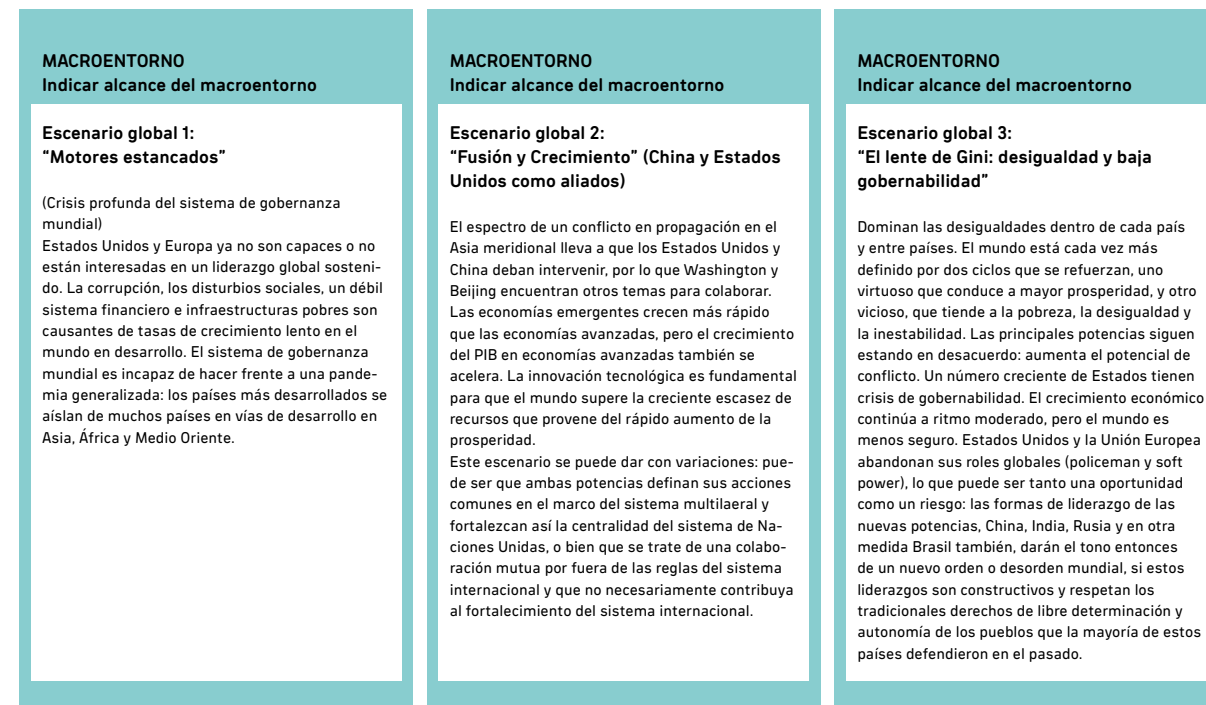 MACROENTORNO
Indicar alcance del macroentorno
Escenario global 1:
“Motores estancados”
(Crisis profunda del sistema de gobernanza
mundial)
Estados Unidos y Europa ya no son capaces o no
están interesadas en un liderazgo global sosteni-
do. La corrupción, los disturbios sociales, un débil
sistema financiero e infraestructuras pobres son
causantes de tasas de crecimiento lento en el
mundo en desarrollo. El sistema de gobernanza
mundial es incapaz de hacer frente a una pande-
mia generalizada: los países más desarrollados se
aíslan de muchos países en vías de desarrollo en
Asia, África y Medio Oriente.
MACROENTORNO
Indicar alcance del macroentorno
Escenario global 2:
“Fusión y Crecimiento” (China y Estados
Unidos como aliados)
El espectro de un conflicto en propagación en el
Asia meridional lleva a que los Estados Unidos y
China deban intervenir, por lo que Washington y
Beijing encuentran otros temas para colaborar.
Las economías emergentes crecen más rápido
que las economías avanzadas, pero el crecimiento
del PIB en economías avanzadas también se
acelera. La innovación tecnológica es fundamental
para que el mundo supere la creciente escasez de
recursos que provene del rápido aumento de la
prosperidad.
Este escenario se puede dar con variaciones: pue-
de ser que ambas potencias definan sus acciones
comunes en el marco del sistema multilaeral y
fortalezcan así la centralidad del sistema de Na-
ciones Unidas, o bien que se trate de una colabo-
ración mutua por fuera de las reglas del sistema
internacional y que no necesariamente contribuya
al fortalecimiento del sistema internacional.
MACROENTORNO
Indicar alcance del macroentorno
Escenario global 3:
“El lente de Gini: desigualdad y baja
gobernabilidad”
Dominan las desigualdades dentro de cada país
y entre países. El mundo está cada vez más
definido por dos ciclos que se refuerzan, uno
virtuoso que conduce a mayor prosperidad, y otro
vicioso, que tiende a la pobreza, la desigualdad y
la inestabilidad. Las principales potencias siguen
estando en desacuerdo: aumenta el potencial de
conflicto. Un número creciente de Estados tienen
crisis de gobernabilidad. El crecimiento económico
continúa a ritmo moderado, pero el mundo es
menos seguro. Estados Unidos y la Unión Europea
abandonan sus roles globales (policeman y soft
power), lo que puede ser tanto una oportunidad
como un riesgo: las formas de liderazgo de las
nuevas potencias, China, India, Rusia y en otra
medida Brasil también, darán el tono entonces
de un nuevo orden o desorden mundial, si estos
liderazgos son constructivos y respetan los
tradicionales derechos de libre determinación y
autonomía de los pueblos que la mayoría de estos
países defendieron en el pasado.